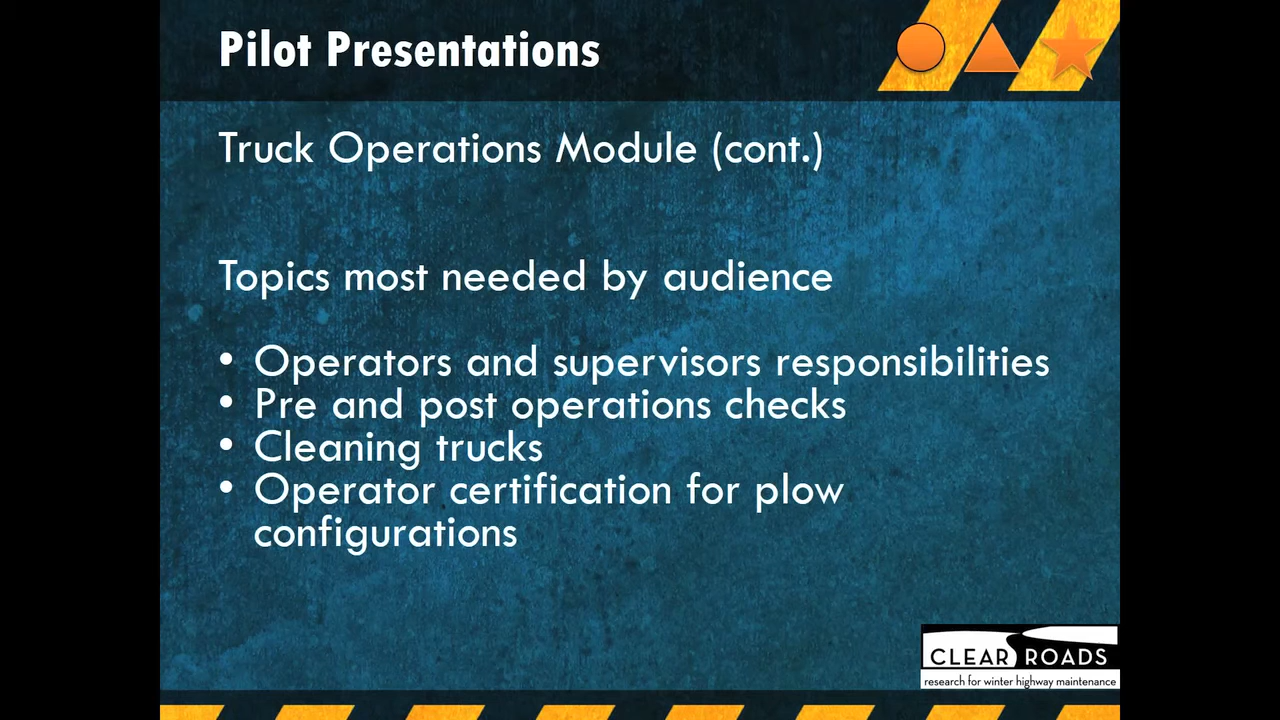 Pilot Presentations
Truck Operations Module (cont.)
Topics most needed by audience
• Operators and supervisors responsibilities
• Pre and post operations checks
• Cleaning trucks
• Operator certification for plow
configurations
CLEAR ROADS
research for winter highway maintenance